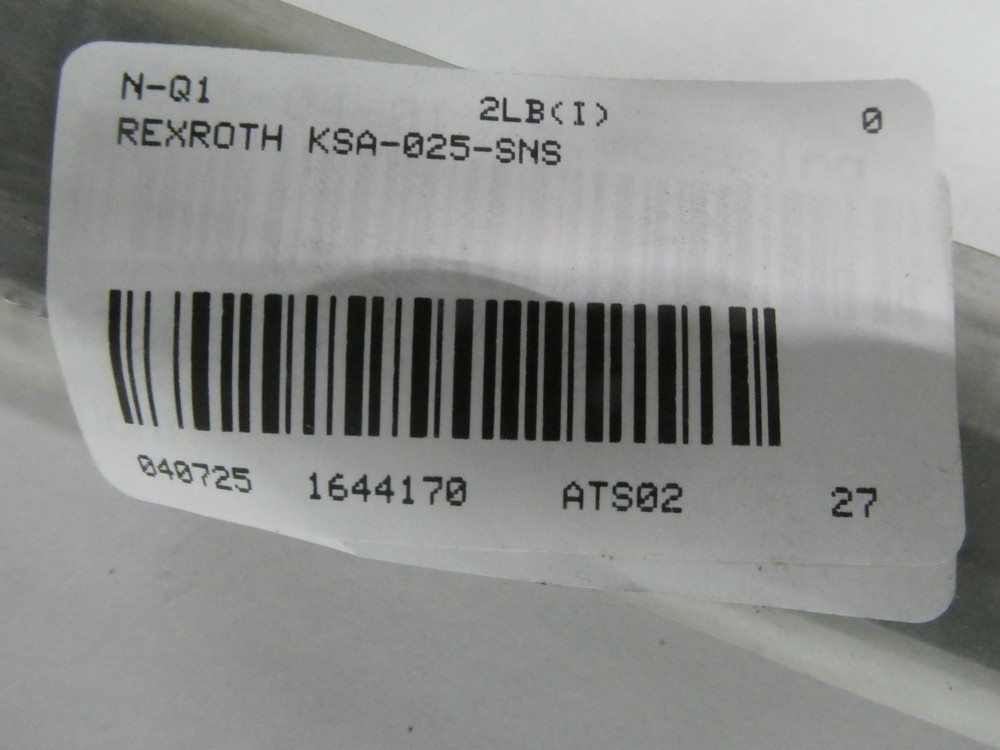 N-Q1 2LB(I) 0
REXROTH KSA-025-SNS
040725 1644170 ATS02 27